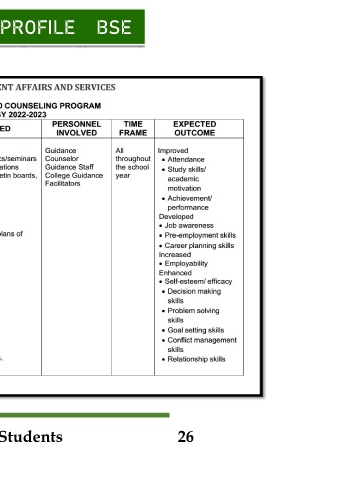 PROFILE BSE
NT AFFAIRS AND SERVICES
D COUNSELING PROGRAM
SY 2022-2023
ED
PERSONNEL
INVOLVED
TIME
FRAME
EXPECTED
OUTCOME
cs/seminars
ations
etin boards,
plans of
Guidance
Counselor
Guidance Staff
College Guidance
Facilitators
All
throughout
the school
year
Improved
• Attendance
• Study skills/
academic
motivation
• Achievement/
performance
Developed
• Job awareness
• Pre-employment skills
• Career planning skills
Increased
• Employability
Enhanced
• Self-esteem/ efficacy
• Decision making
skills
• Problem solving
skills
• Goal setting skills
• Conflict management
skills
• Relationship skills
Students 26